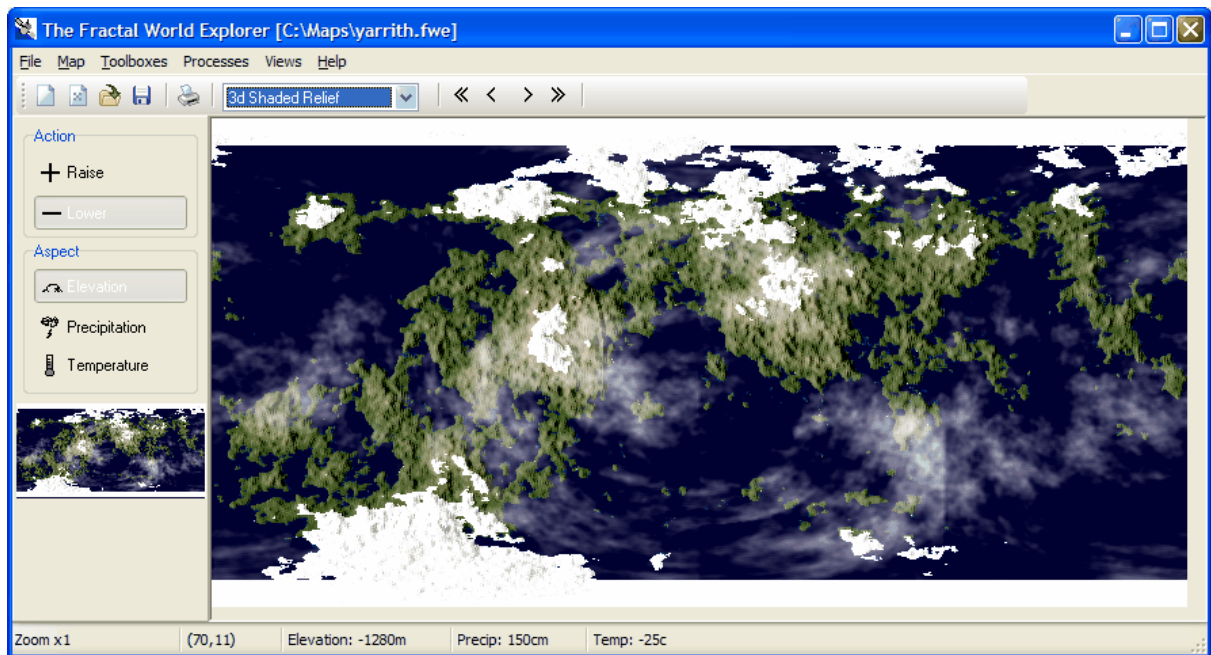 The Fractal World Explorer [C:\Maps\yarrith.fwe]
File Map Toolboxes Processes Views Help
3d Shaded Relief
Action
Raise
Lower
Aspect
Elevation
Precipitation
Temperature
Zoom x1 (70,11) Elevation: -1280m Precip: 150cm Temp: -25c